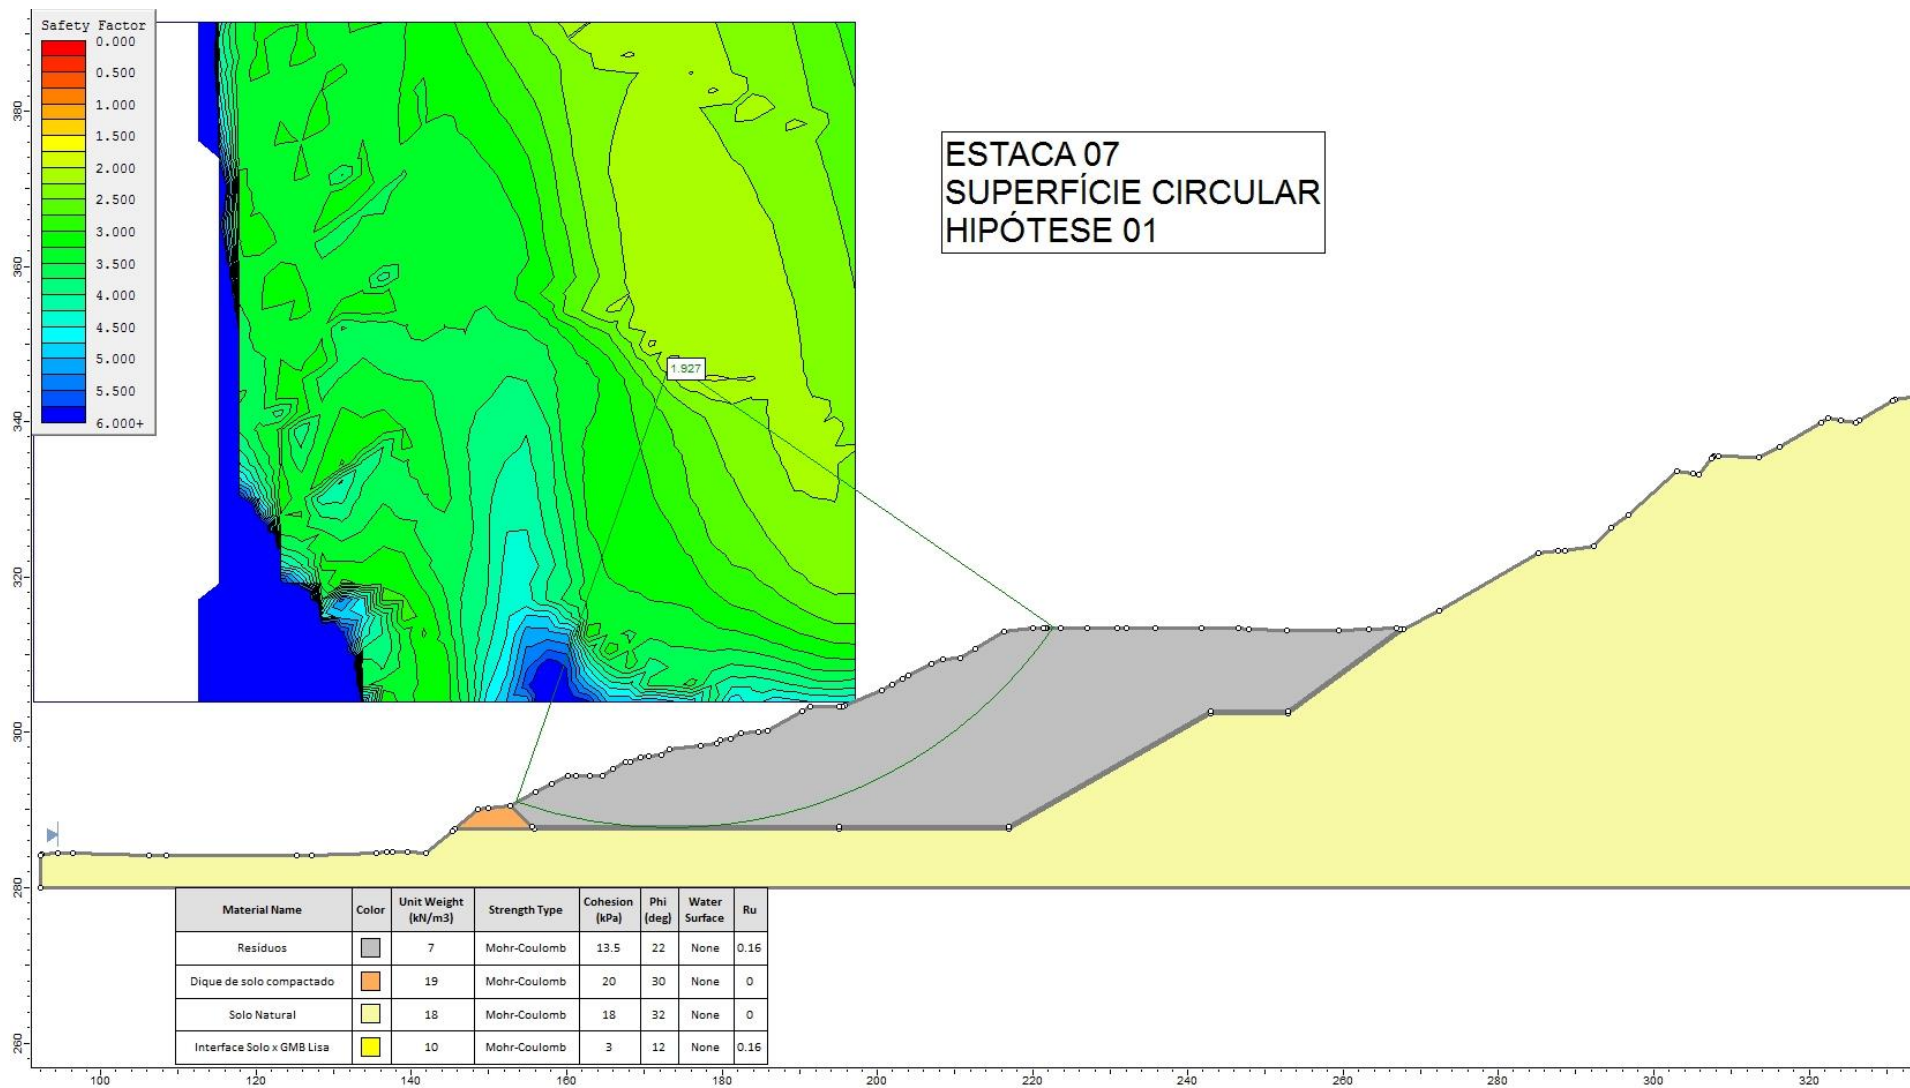 Safety Factor
0.000
0.500
1.000
1.500
2.000
2.500
3.000
3.500
4.000
4.500
5.000
5.500
6.000+
ESTACA 07
SUPERFÍCIE CIRCULAR
HIPÓTESE 01
1.927
380
360
340
320
300
280
260
Material Name Color Unit Weight (kN/m3) Strength Type Cohesion (kPa) Phi (deg) Water Surface Ru
Resíduos 7 Mohr-Coulomb 13.5 22 None 0.16
Dique de solo compactado 19 Mohr-Coulomb 20 30 None 0
Solo Natural 18 Mohr-Coulomb 18 32 None 0
Interface Solo x GMB Lisa 10 Mohr-Coulomb 3 12 None 0.16
100 120 140 160 180 200 220 240 260 280 300 320